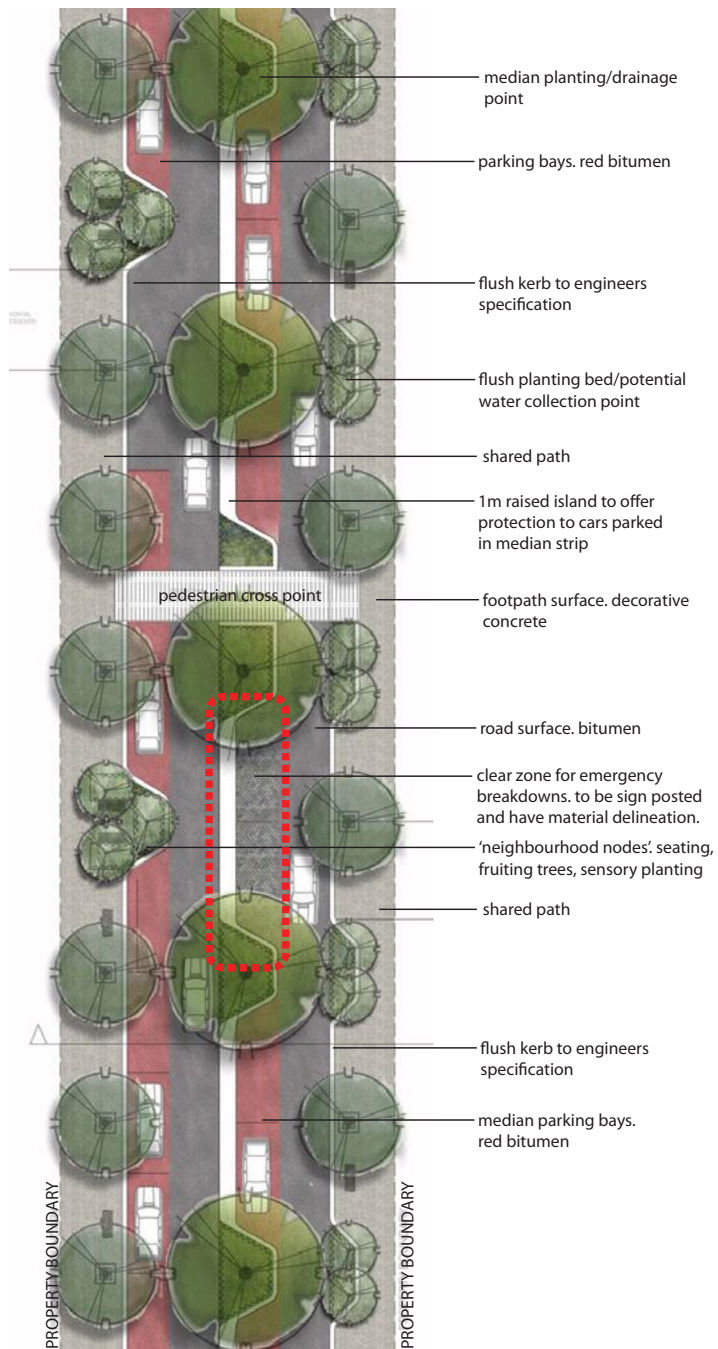 median planting/drainage
point
parking bays. red bitumen
flush kerb to engineers
specification
flush planting bed/potential
water collection point
shared path
1m raised island to offer
protection to cars parked
in median strip
pedestrian cross point
footpath surface. decorative
concrete
road surface. bitumen
clear zone for emergency
breakdowns. to be sign posted
and have material delineation.
‘neighbourhood nodes’. seating,
fruiting trees, sensory planting
shared path
flush kerb to engineers
specification
median parking bays.
red bitumen
PROPERTY BOUNDARY
PROPERTY BOUNDARY